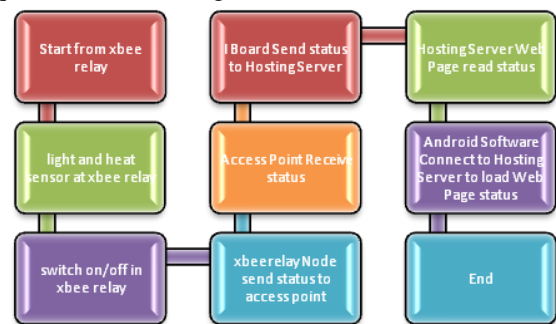 Start from xbee
relay
light and heat
sensor at xbee relay
switch on/off in
xbee relay
xbeerelay Node
send status to
access point
Access Point Receive
status
I Board Send status
to Hosting Server
Hosting Server Web
Page read status
Android Software
Connect to Hosting
Server to load Web
Page status
End